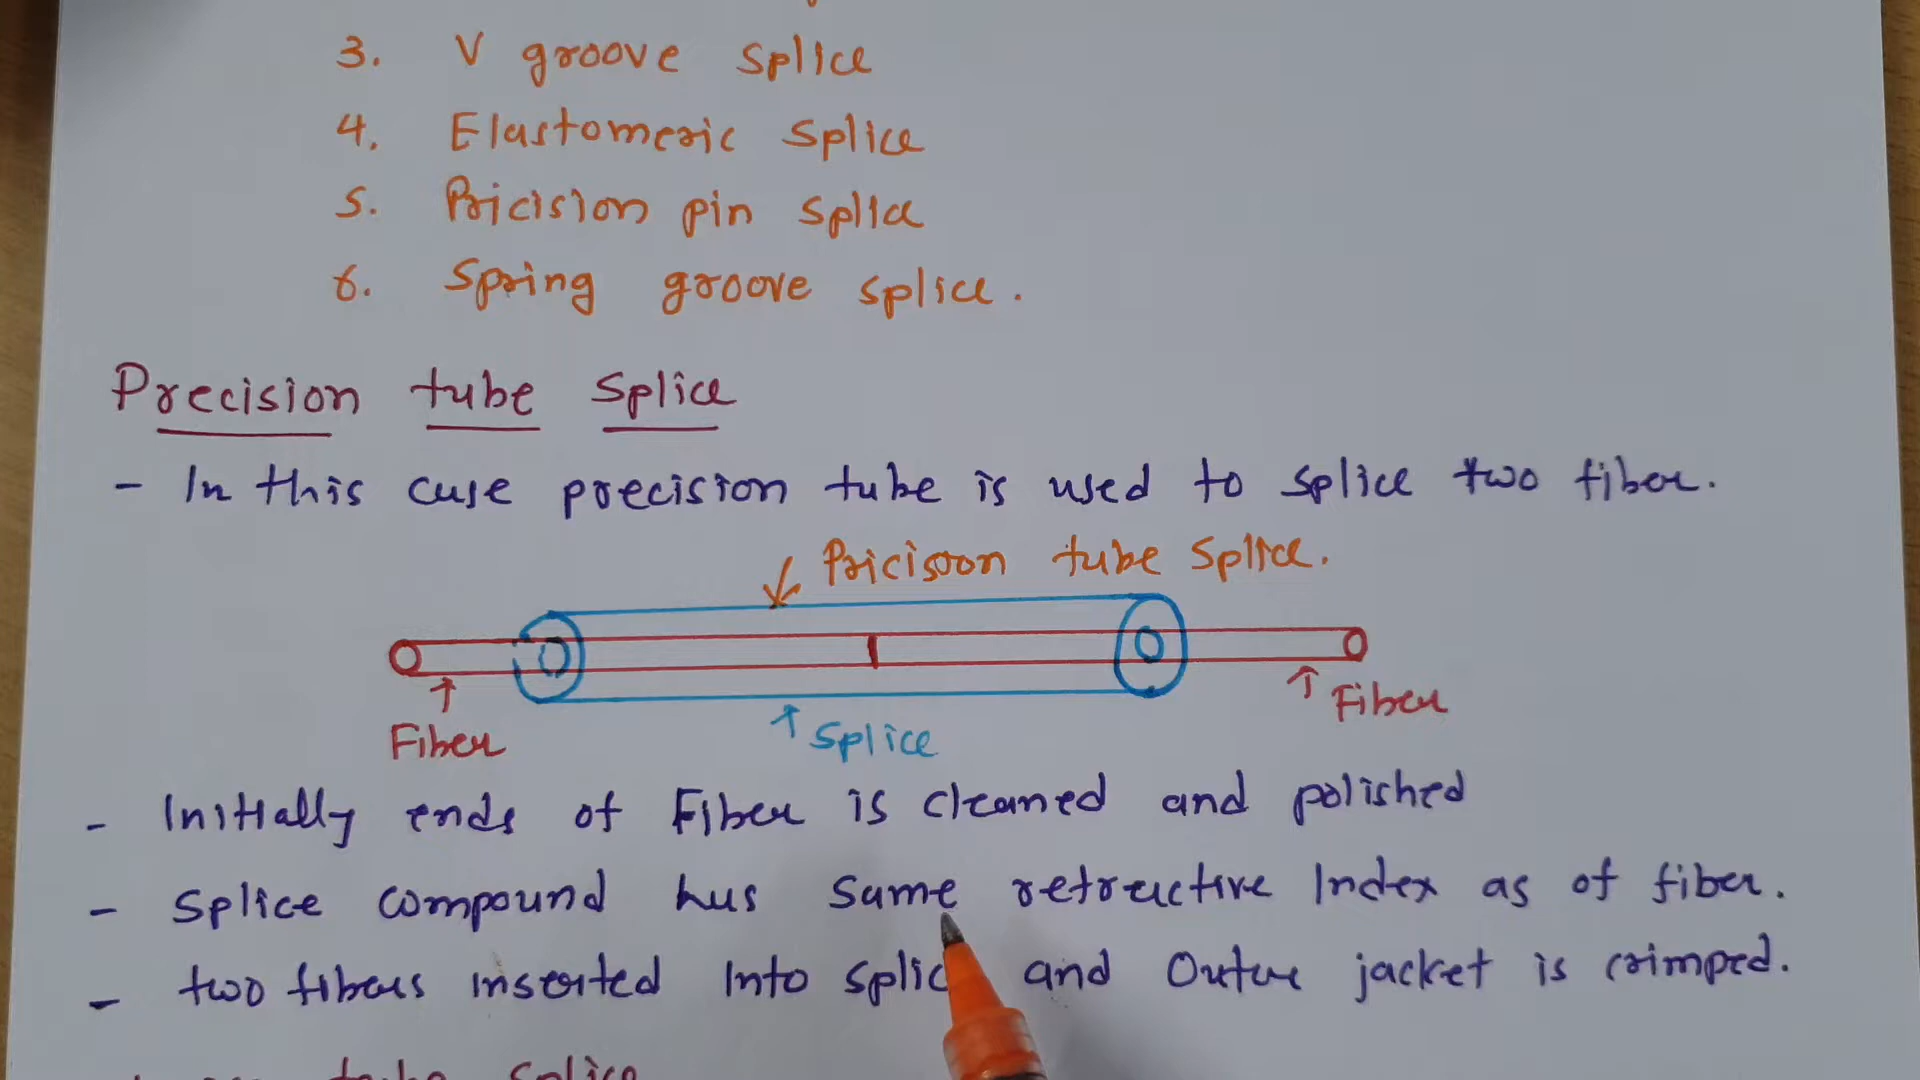 3. V groove splice
4. Elastomeric splice
5. Pricision pin splice
6. Spring groove splice.
Precision tube splice
- In this case precision tube is used to splice two fiber.
Pricision tube splice.
Fiber
Splice
Fiber
- Initially ends of Fiber is cleaned and polished
- Splice compound has same refractive index as of fiber.
- two fibers inserted into splic and Outer jacket is crimped.
tube splice